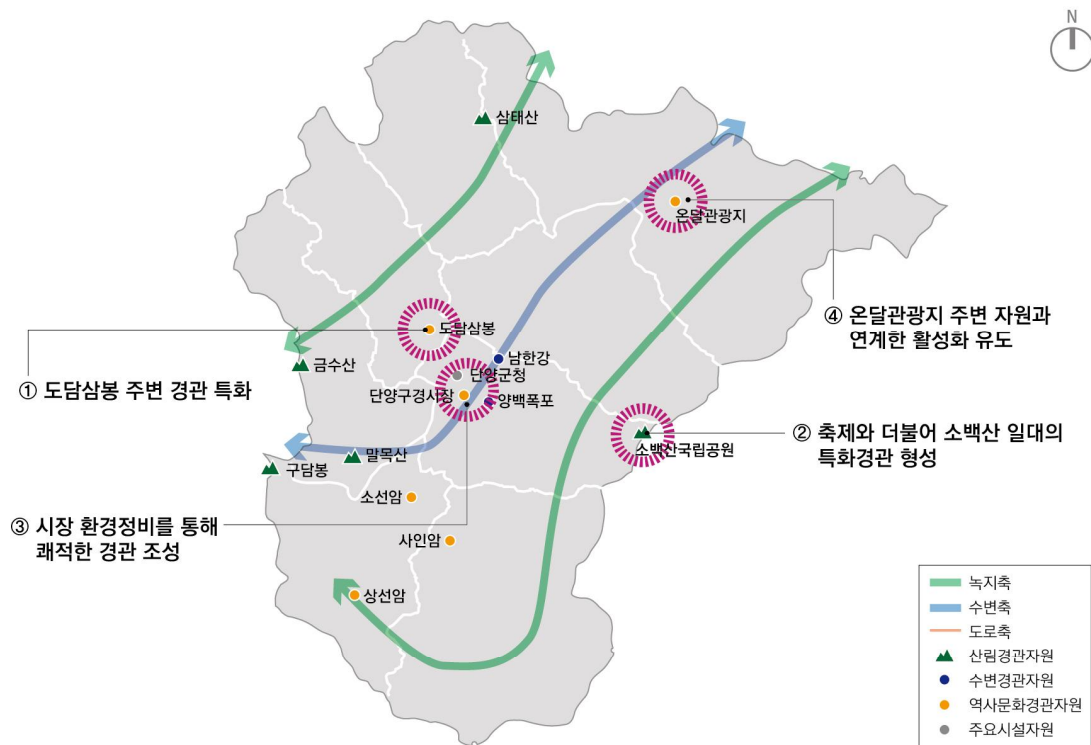 N
삼태산
온달관광지
④ 온달관광지 주변 자원과
연계한 활성화 유도
도담삼봉
남한강
금수산
단양군청
① 도담삼봉 주변 경관 특화
단양구경시장
양백폭포
② 축제와 더불어 소백산 일대의
특화경관 형성
소백산국립공원
말목산
구담봉
소선암
③ 시장 환경정비를 통해
쾌적한 경관 조성
사인암
상선암
녹지축
수변축
도로축
산림경관자원
수변경관자원
역사문화경관자원
주요시설자원